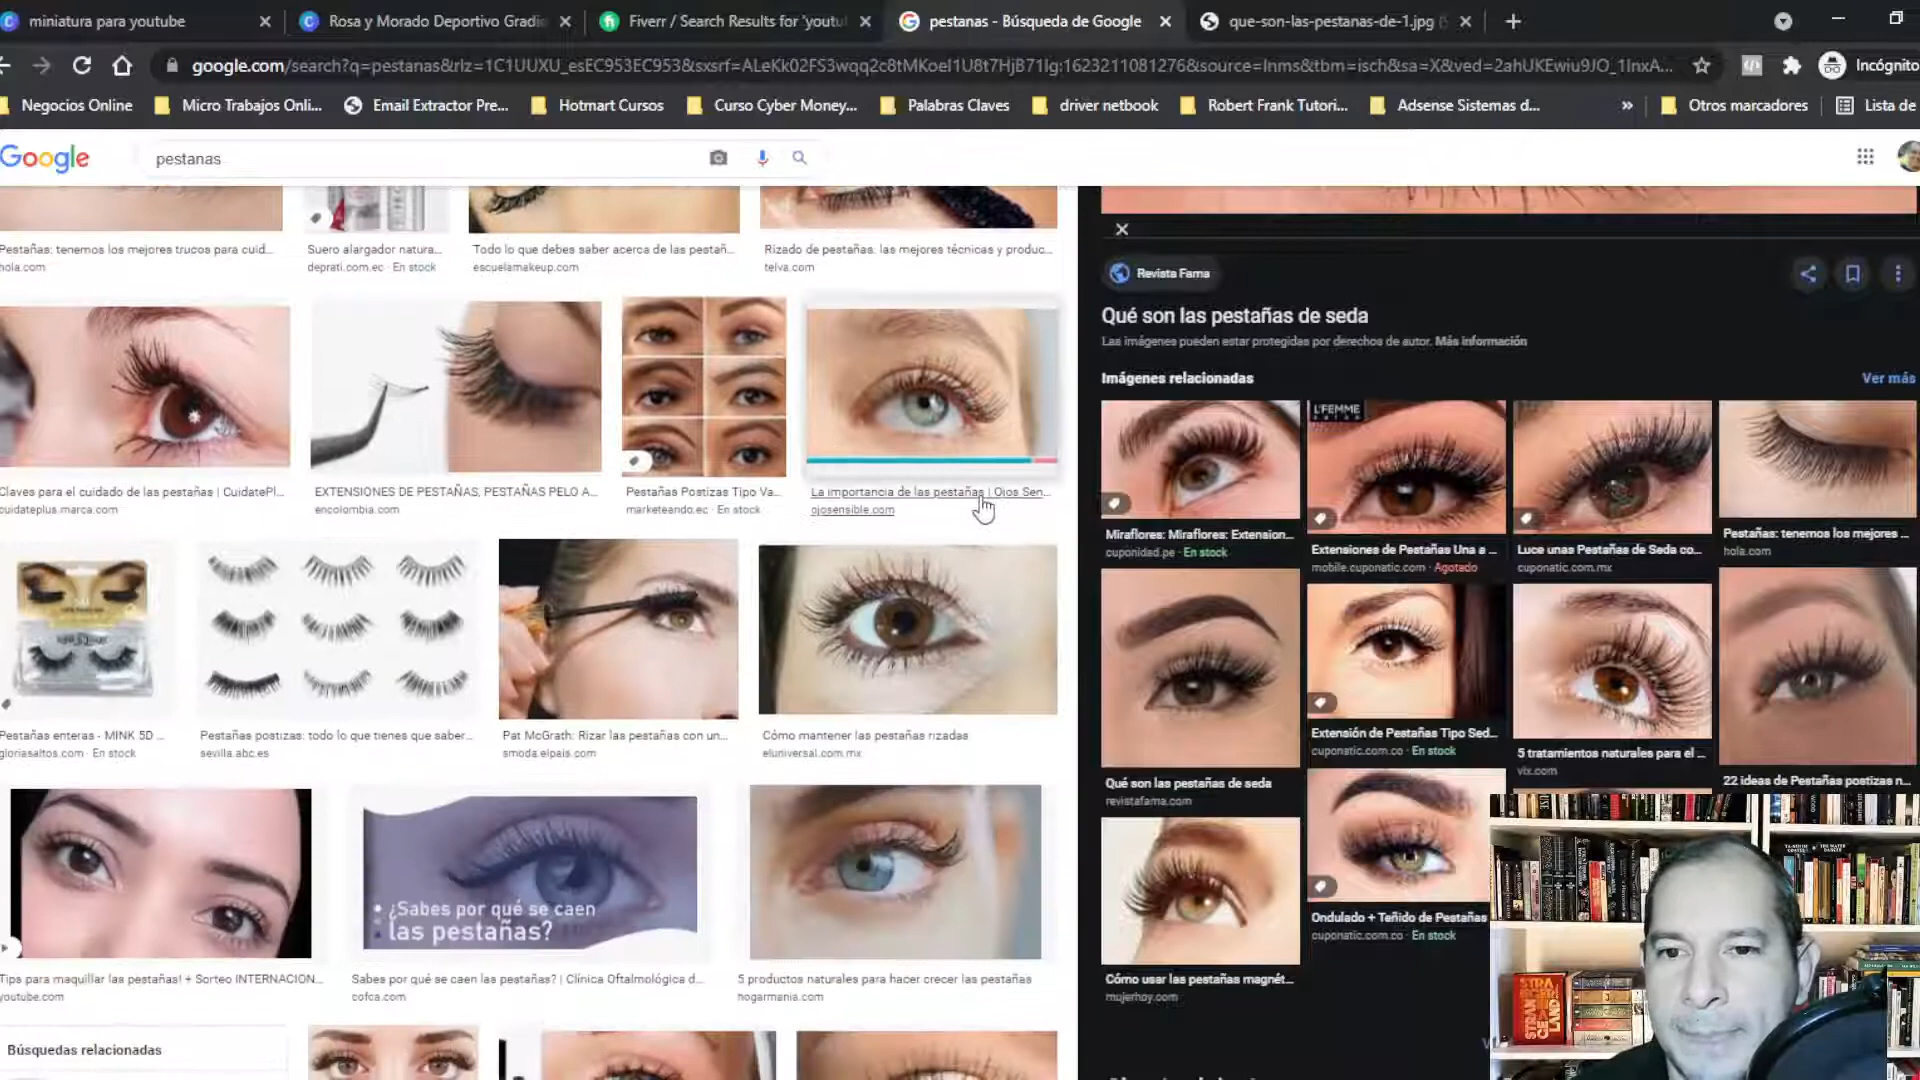 miniatura para youtube
Rosa y Morado Deportivo Gradie
Fiverr / Search Results for 'youtu
pestanas - Búsqueda de Google
que-son-las-pestanas-de-1.jpg (
google.com/search?q=pestanas&rlz=1C1UUXU_esEC953EC953&sxsrf=ALeKk02FS3wqq2c8tMKoeI1U8t7HjB71lg:1623211081276&source=lnms&tbm=isch&sa=X&ved=2ahUKEwiu9JO_1InxA...
Incógnito
Negocios Online
Micro Trabajos Onli...
Email Extractor Pre...
Hotmart Cursos
Curso Cyber Money...
Palabras Claves
driver netbook
Robert Frank Tutori...
Adsense Sistemas d...
»
Otros marcadores
Lista de
Google
pestanas
Pestañas: tenemos los mejores trucos para cuid...
hola.com
Suero alargador natura...
deprati.com.ec · En stock
Todo lo que debes saber acerca de las pestañ...
escuelamakeup.com
Rizado de pestañas. las mejores técnicas y produc...
telva.com
Claves para el cuidado de las pestañas | CuidatePl...
cuidateplus.marca.com
EXTENSIONES DE PESTAÑAS, PESTAÑAS PELO A...
encolombia.com
Pestañas Postizas Tipo Va...
marketeando.ec · En stock
La importancia de las pestañas | Ojos Sen...
ojosensible.com
Pestañas enteras - MINK 5D ...
gloriasaltos.com · En stock
Pestañas postizas: todo lo que tienes que saber...
sevilla.abc.es
Pat McGrath: Rizar las pestañas con un...
smoda.elpais.com
Cómo mantener las pestañas rizadas
eluniversal.com.mx
¿Sabes por qué se caen
las pestañas?
Tips para maquillar las pestañas! + Sorteo INTERNACION...
youtube.com
Sabes por qué se caen las pestañas? | Clínica Oftalmológica d...
cofca.com
5 productos naturales para hacer crecer las pestañas
hogarmania.com
Búsquedas relacionadas
Revista Fama
Qué son las pestañas de seda
Las imágenes pueden estar protegidas por derechos de autor. Más información
Imágenes relacionadas
Ver más
L'FEMME
Miraflores: Miraflores: Extension...
cuponidad.pe · En stock
Extensiones de Pestañas Una a ...
mobile.cuponatic.com · Agotado
Luce unas Pestañas de Seda co...
cuponatic.com.mx
Pestañas: tenemos los mejores ...
hola.com
Qué son las pestañas de seda
revistafama.com
Extensión de Pestañas Tipo Sed...
cuponatic.com.co · En stock
5 tratamientos naturales para el ...
vix.com
22 ideas de Pestañas postizas n...
Cómo usar las pestañas magnét...
mujerhoy.com
Ondulado + Teñido de Pestañas
cuponatic.com.co · En stock